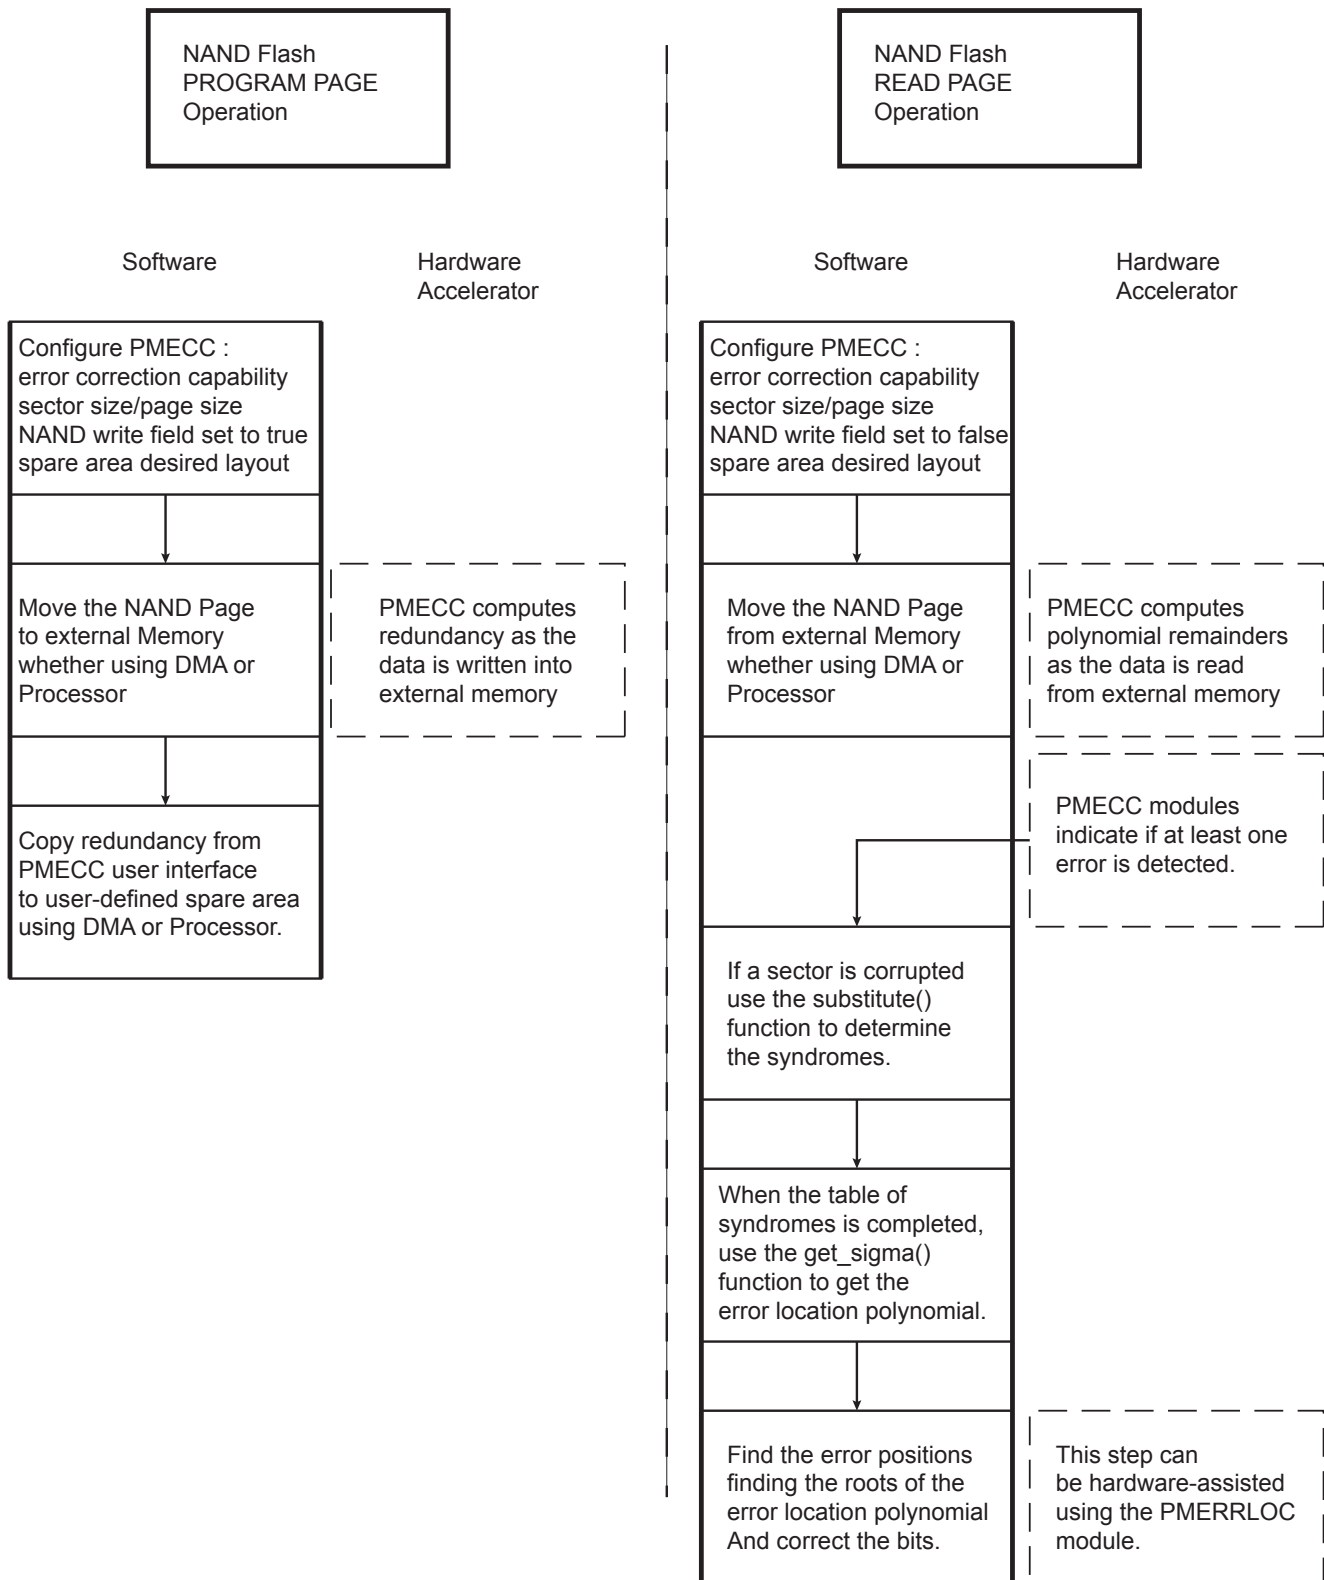 NAND Flash
PROGRAM PAGE
Operation
Software
Hardware
Accelerator
Configure PMECC :
error correction capability
sector size/page size
NAND write field set to true
spare area desired layout
Move the NAND Page
to external Memory
whether using DMA or
Processor
PMECC computes
redundancy as the
data is written into
external memory
Copy redundancy from
PMECC user interface
to user-defined spare area
using DMA or Processor.
NAND Flash
READ PAGE
Operation
Software
Hardware
Accelerator
Configure PMECC :
error correction capability
sector size/page size
NAND write field set to false
spare area desired layout
Move the NAND Page
from external Memory
whether using DMA or
Processor
PMECC computes
polynomial remainders
as the data is read
from external memory
PMECC modules
indicate if at least one
error is detected.
If a sector is corrupted
use the substitute()
function to determine
the syndromes.
When the table of
syndromes is completed,
use the get_sigma()
function to get the
error location polynomial.
Find the error positions
finding the roots of the
error location polynomial
And correct the bits.
This step can
be hardware-assisted
using the PMERRLOC
module.